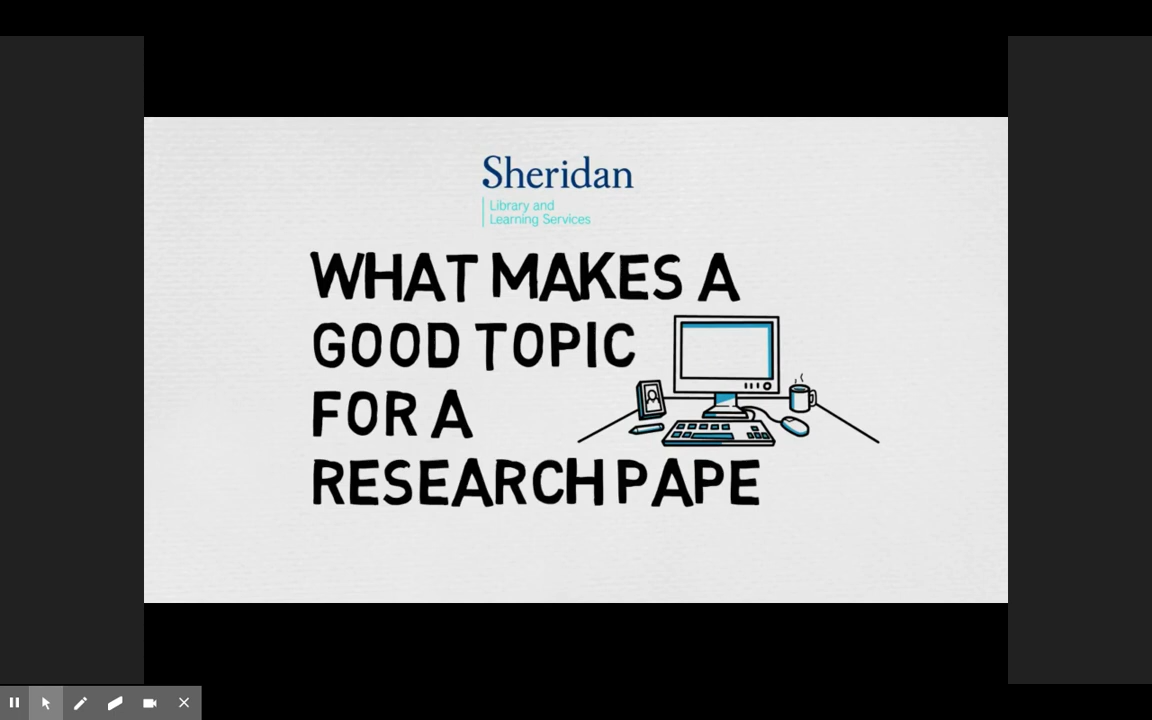 Sheridan
Library and
Learning Services
WHAT MAKES A
GOOD TOPIC
FOR A
RESEARCH PAPE